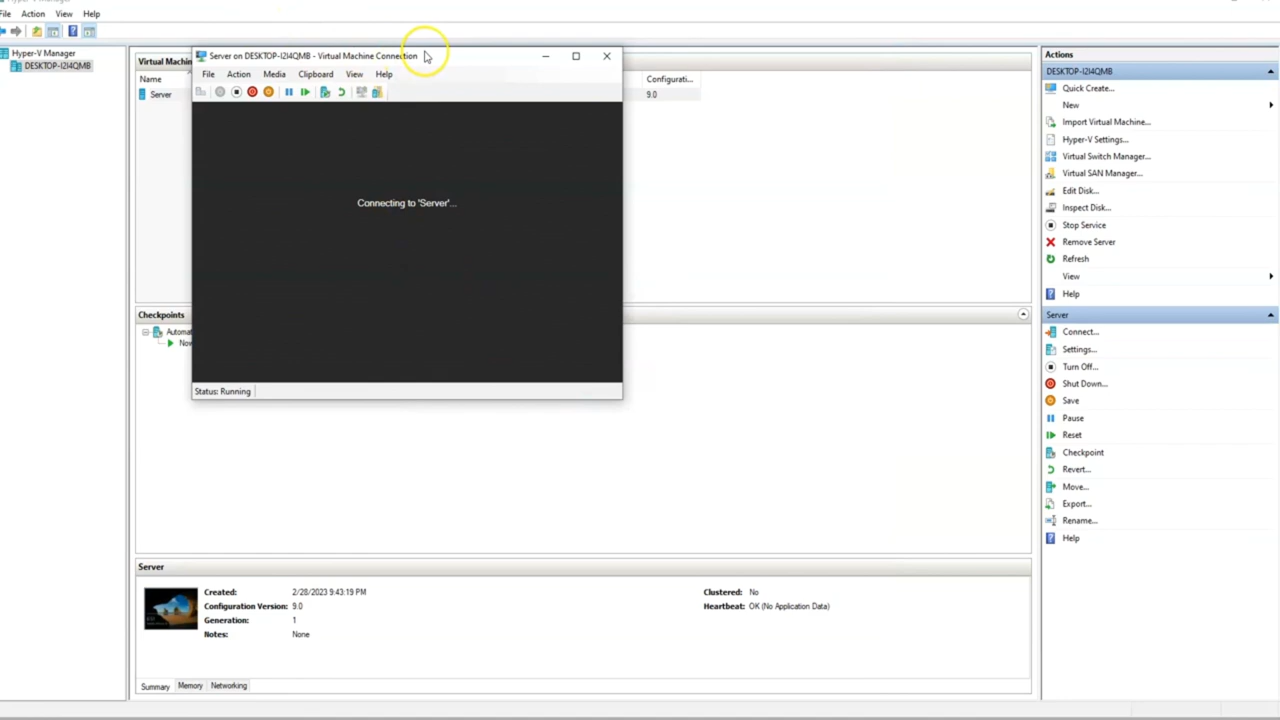 File Action View Help
Hyper-V Manager
DESKTOP-I2I4QMB
Virtual Machin
Name
Configurati...
Server
9.0
Server on DESKTOP-I2I4QMB - Virtual Machine Connection
File Action Media Clipboard View Help
Connecting to 'Server'...
Status: Running
Checkpoints
Automa
Now
Server
Created: 2/28/2023 9:43:19 PM
Clustered: No
Configuration Version: 9.0
Heartbeat: OK (No Application Data)
Generation: 1
Notes: None
Summary Memory Networking
Actions
DESKTOP-I2I4QMB
Quick Create...
New
Import Virtual Machine...
Hyper-V Settings...
Virtual Switch Manager...
Virtual SAN Manager...
Edit Disk...
Inspect Disk...
Stop Service
Remove Server
Refresh
View
Help
Server
Connect...
Settings...
Turn Off...
Shut Down...
Save
Pause
Reset
Checkpoint
Revert...
Move...
Export...
Rename...
Help